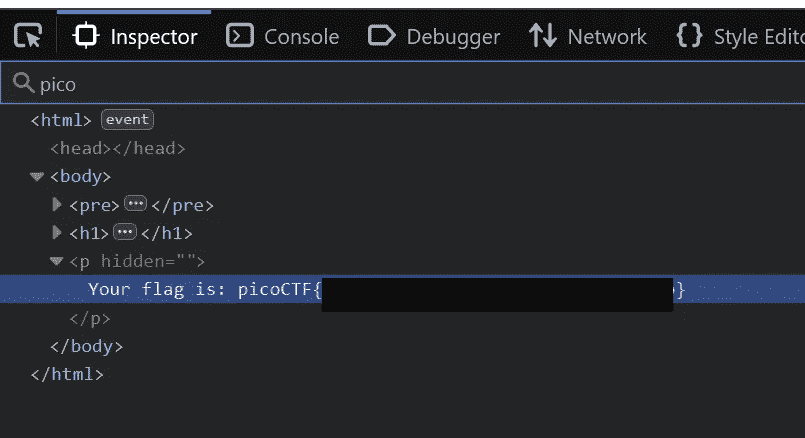 Inspector Console Debugger Network {} Style Edito
pico
<html> event
<head></head>
<body>
<pre> ••• </pre>
<h1> ••• </h1>
<p hidden="">
Your flag is: picoCTF{ }
</p>
</body>
</html>